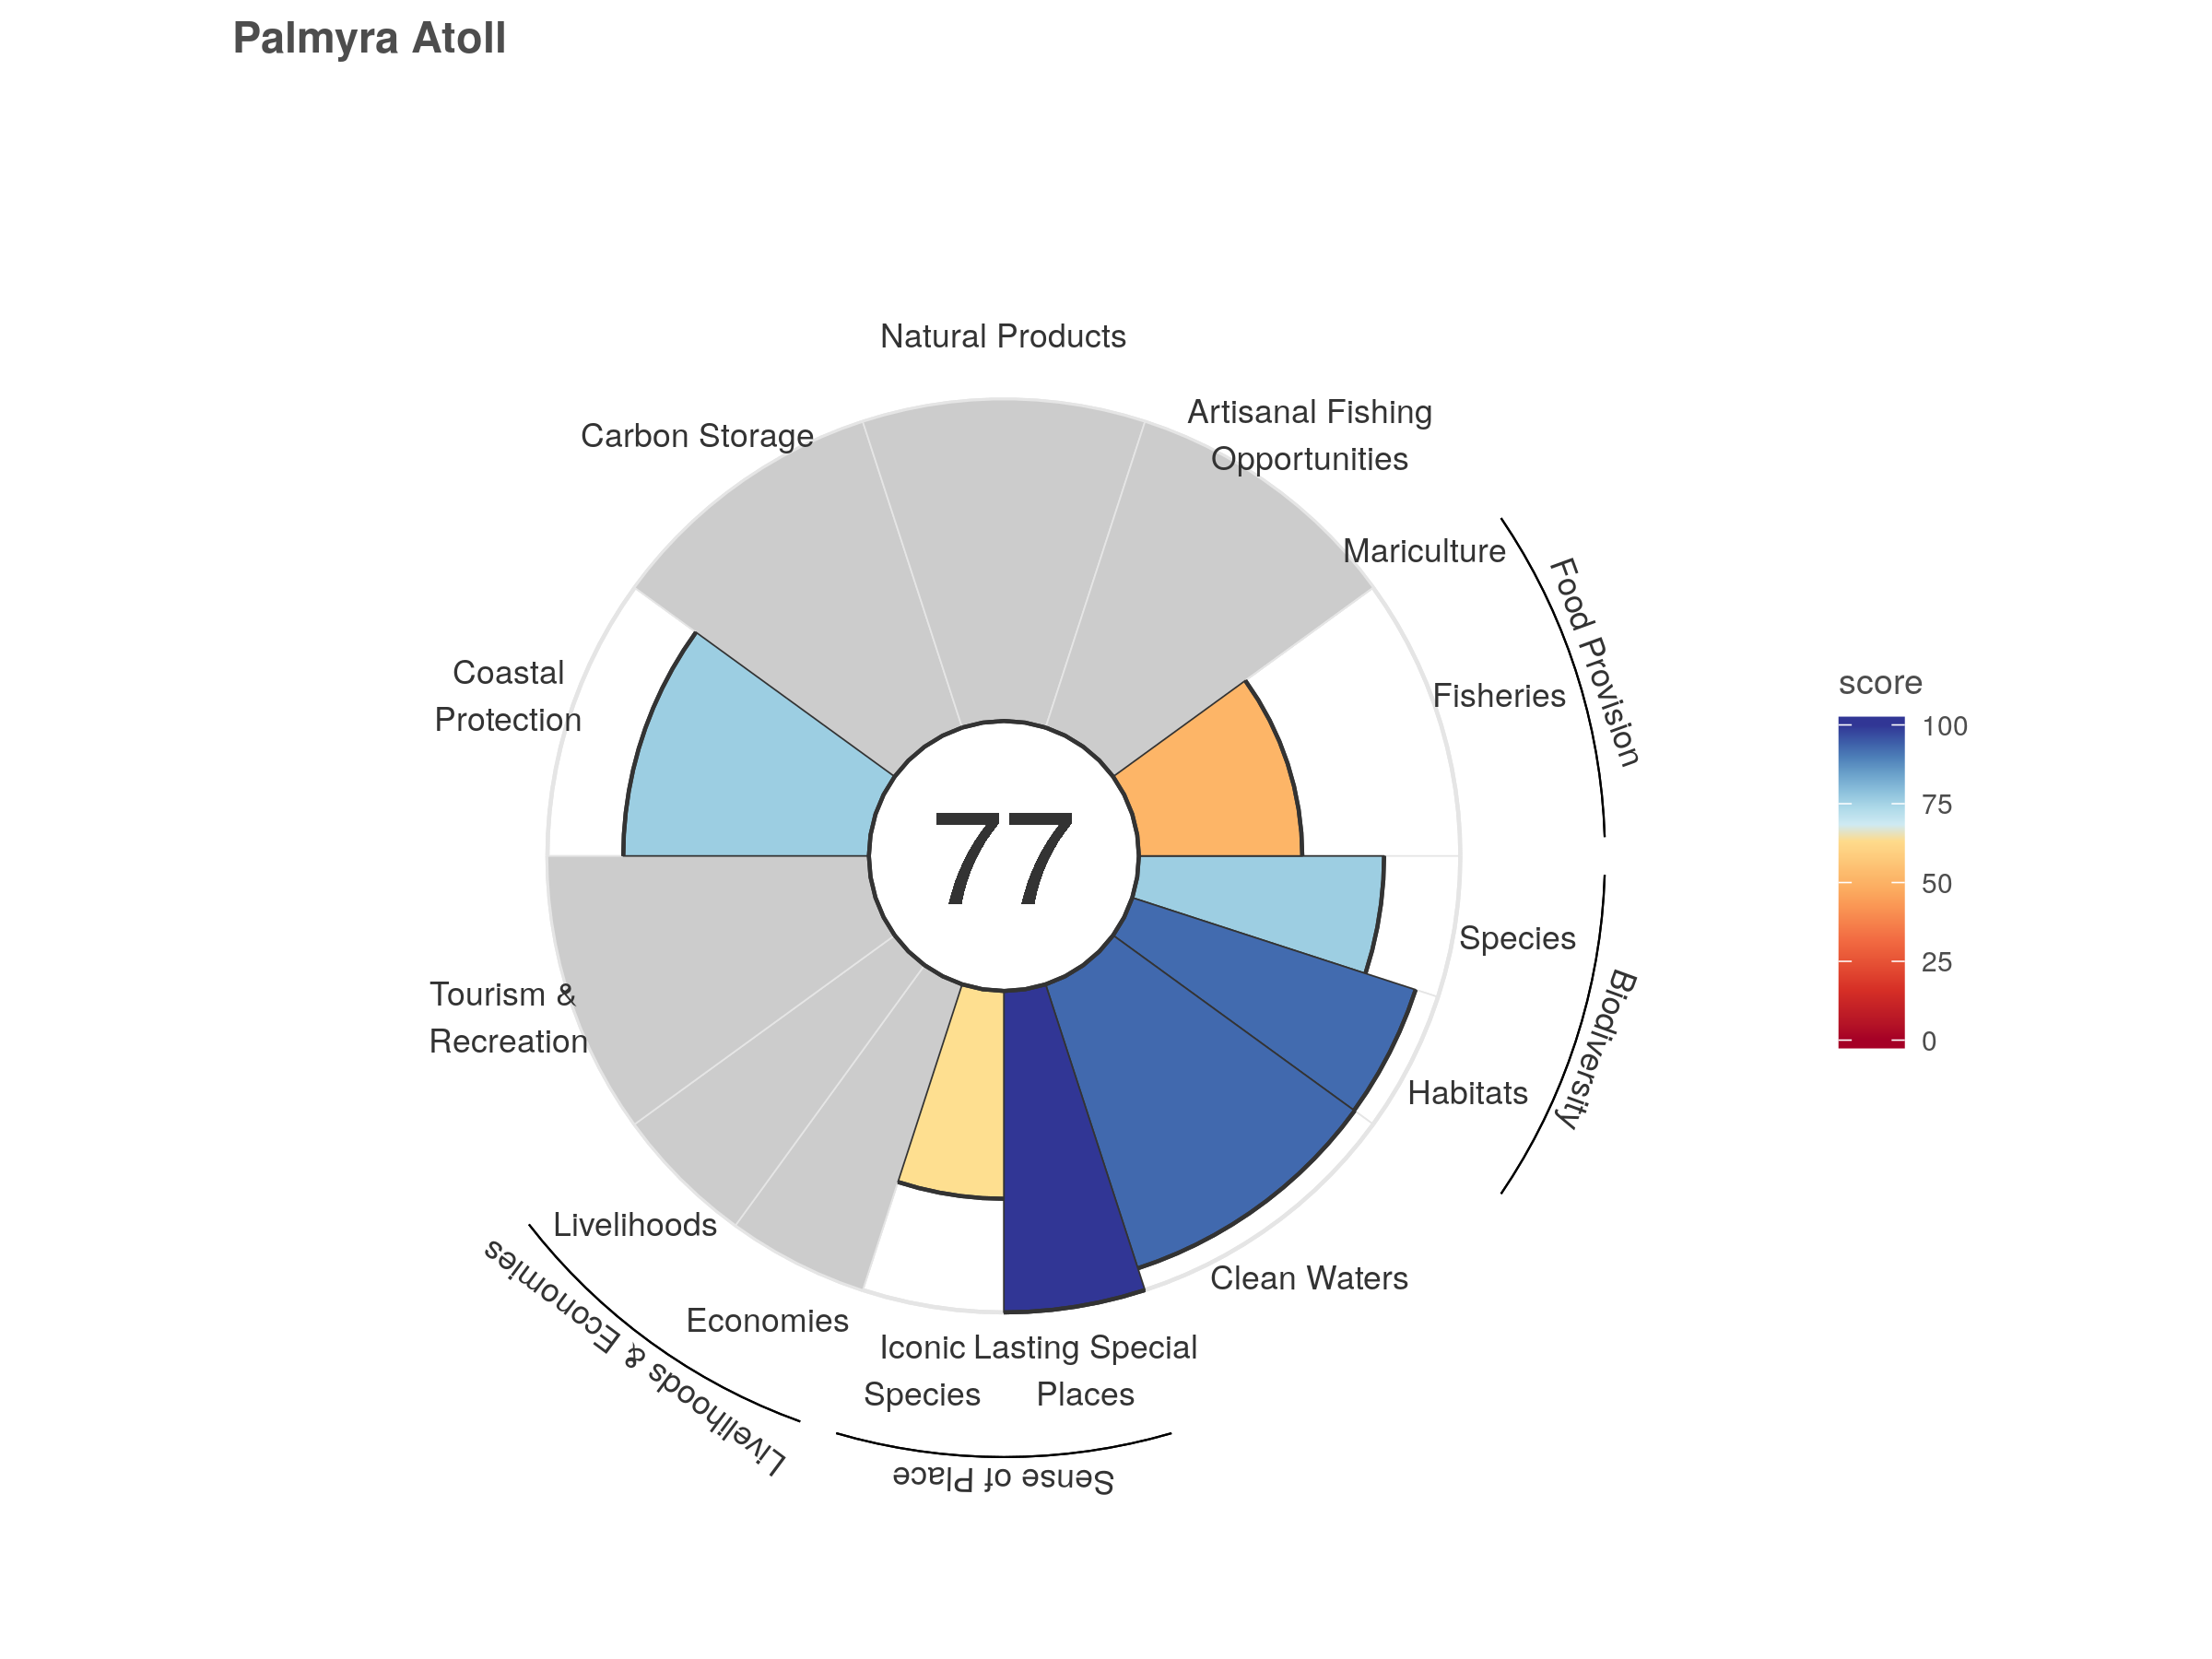 Palmyra Atoll
Natural Products
Artisanal Fishing
Opportunities
Carbon Storage
Mariculture
Food Provision
Fisheries
Coastal
Protection
score
100
75
50
25
0
77
Species
Biodiversity
Habitats
Tourism &
Recreation
Livelihoods
Livelihoods & Economies
Economies
Clean Waters
Iconic
Species
Lasting Special
Places
Sense of Place